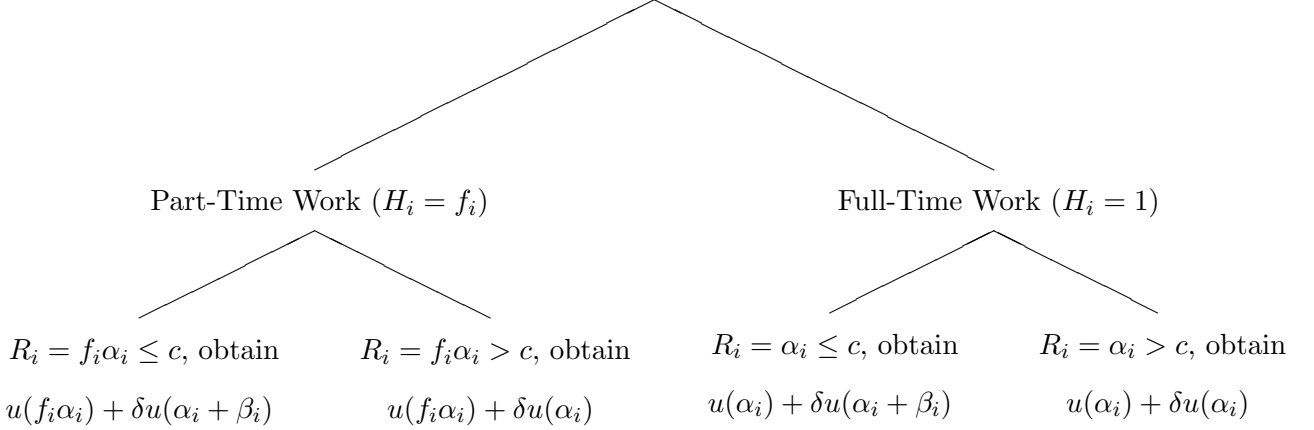 Part-Time Work (H_i = f_i)
Full-Time Work (H_i = 1)
R_i = f_iα_i ≤ c, obtain
u(f_iα_i) + δu(α_i + β_i)
R_i = f_iα_i > c, obtain
u(f_iα_i) + δu(α_i)
R_i = α_i ≤ c, obtain
u(α_i) + δu(α_i + β_i)
R_i = α_i > c, obtain
u(α_i) + δu(α_i)